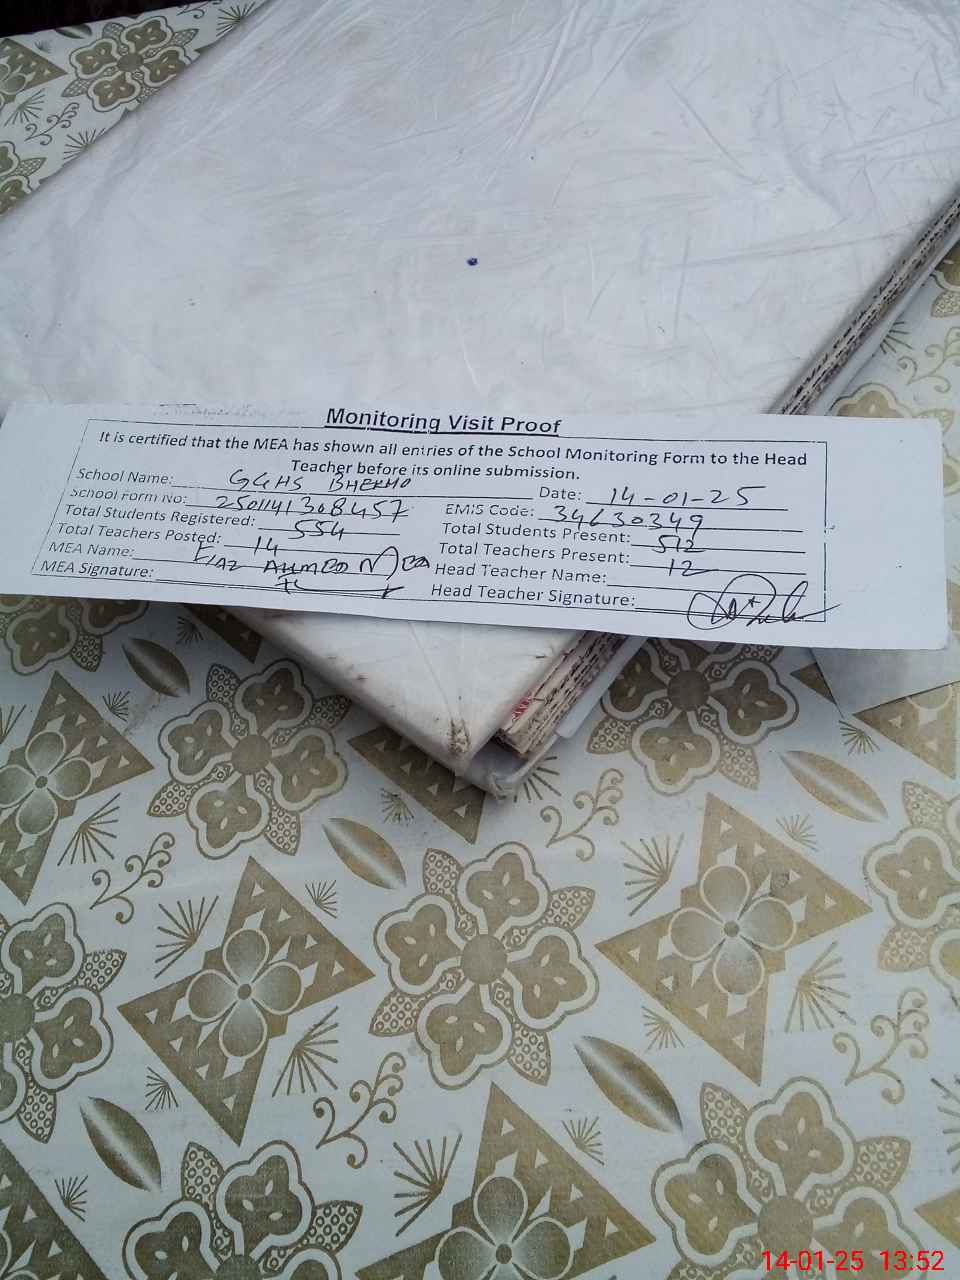 Monitoring Visit Proof
It is certified that the MEA has shown all entries of the School Monitoring Form to the Head
Teacher before its online submission.
School Name: GGHS BHEKHO Date: 14-01-25
School Form No: 2501141308457 EMIS Code: 34630349
Total Students Registered: 554 Total Students Present: 512
Total Teachers Posted: 14 Total Teachers Present: 12
MEA Name: AHMED Head Teacher Name:
MEA Signature: Head Teacher Signature:
14-01-25 13:52